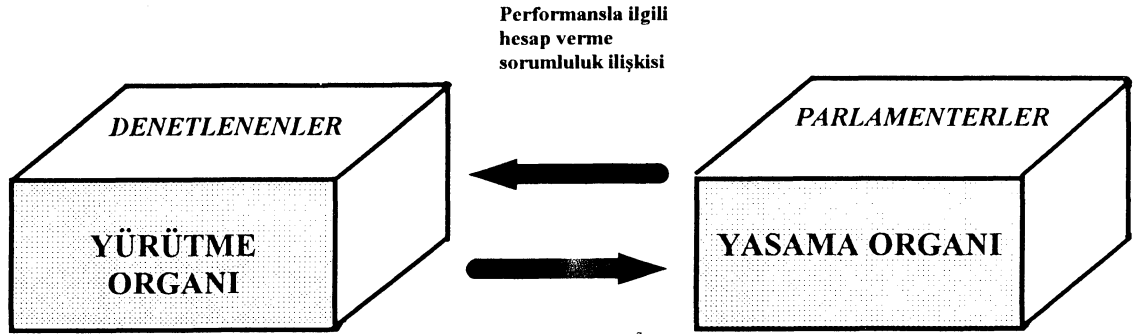 Performansla ilgili
hesap verme
sorumluluk ilişkisi
DENETLENENLER
PARLAMENTERLER
YÜRÜTME
ORGANI
YASAMA ORGANI